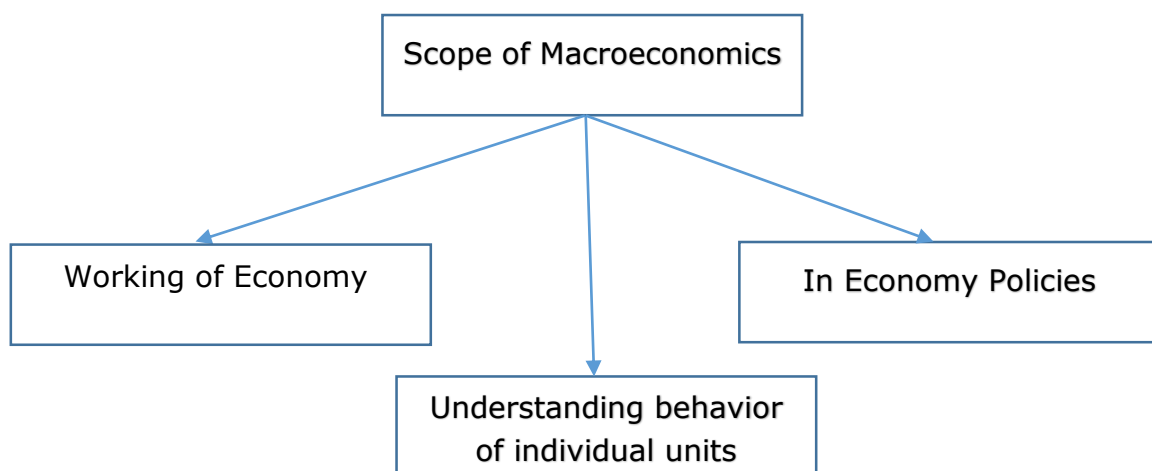 Scope of Macroeconomics
Working of Economy
In Economy Policies
Understanding behavior
of individual units